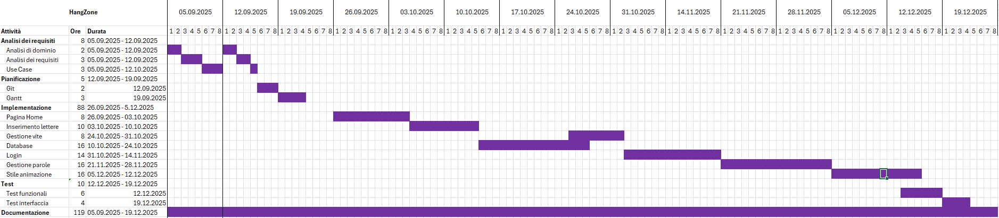 HangZone 05.09.2025 12.09.2025 19.09.2025 26.09.2025 03.10.2025 10.10.2025 17.10.2025 24.10.2025 31.10.2025 14.11.2025 21.11.2025 28.11.2025 05.12.2025 12.12.2025 19.12.2025
Attività Ore Durata 1 2 3 4 5 6 7 8 1 2 3 4 5 6 7 8 1 2 3 4 5 6 7 8 1 2 3 4 5 6 7 8 1 2 3 4 5 6 7 8 1 2 3 4 5 6 7 8 1 2 3 4 5 6 7 8 1 2 3 4 5 6 7 8 1 2 3 4 5 6 7 8 1 2 3 4 5 6 7 8 1 2 3 4 5 6 7 8 1 2 3 4 5 6 7 8 1 2 3 4 5 6 7 8 1 2 3 4 5 6 7 8 1 2 3 4 5 6 7 8
Analisi dei requisiti 8 05.09.2025 - 12.09.2025
Analisi di dominio 2 05.09.2025 - 12.09.2025
Analisi dei requisiti 3 05.09.2025 - 12.09.2025
Use Case 3 05.09.2025 - 12.10.2025
Pianificazione 5 12.09.2025 - 19.09.2025
Git 2 12.09.2025
Gantt 3 19.09.2025
Implementazione 88 26.09.2025 - 5.12.2025
Pagina Home 8 26.09.2025 - 03.10.2025
Inserimento lettere 10 03.10.2025 - 10.10.2025
Gestione vite 8 24.10.2025 - 31.10.2025
Database 16 10.10.2025 - 24.10.2025
Login 14 31.10.2025 - 14.11.2025
Gestione parole 16 21.11.2025 - 28.11.2025
Stile animazione 16 05.12.2025 - 12.12.2025
Test 10 12.12.2025 - 19.12.2025
Test funzionali 6 12.12.2025
Test interfaccia 4 19.12.2025
Documentazione 119 05.09.2025 - 19.12.2025